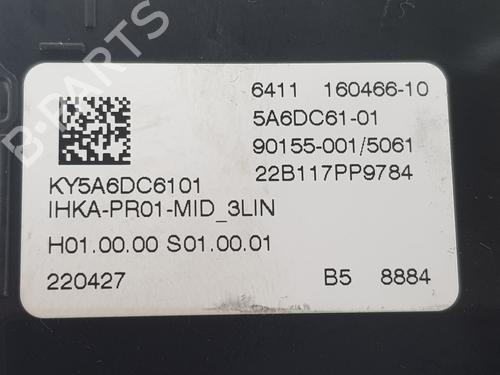 6411 160466-10
5A6DC61-01
90155-001/5061
22B117PP9784
KY5A6DC6101
IHKA-PR01-MID_3LIN
H01.00.00 S01.00.01
220427 B5 8884
B-PARTS